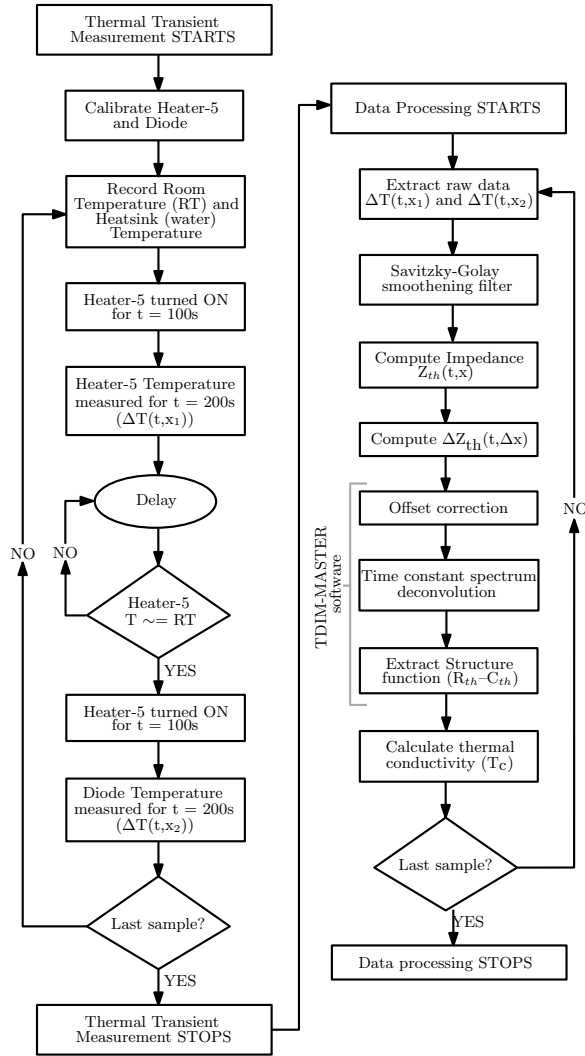 Thermal Transient
Measurement STARTS
Calibrate Heater-5
and Diode
Record Room
Temperature (RT) and
Heatsink (water)
Temperature
Heater-5 turned ON
for t = 100s
Heater-5 Temperature
measured for t = 200s
(ΔT(t,x₁))
Delay
NO
NO
Heater-5
T ∼= RT
YES
Heater-5 turned ON
for t = 100s
Diode Temperature
measured for t = 200s
(ΔT(t,x₂))
Last sample?
YES
Thermal Transient
Measurement STOPS
Data Processing STARTS
Extract raw data
ΔT(t,x₁) and ΔT(t,x₂)
Savitzky-Golay
smoothening filter
Compute Impedance
Zₜₕ(t,x)
Compute ΔZₜₕ(t,Δx)
TDIM-MASTER
software
Offset correction
NO
Time constant spectrum
deconvolution
Extract Structure
function (Rₜₕ–Cₜₕ)
Calculate thermal
conductivity (Tc)
Last sample?
YES
Data processing STOPS